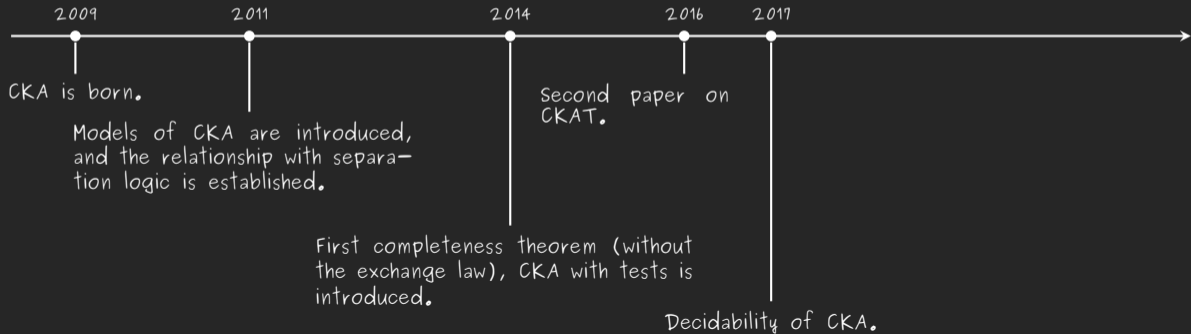 2009 2011 2014 2016 2017
CKA is born.
Models of CKA are introduced,
and the relationship with separa-
tion logic is established.
First completeness theorem (without
the exchange law), CKA with tests is
introduced.
Second paper on
CKAT.
Decidability of CKA.